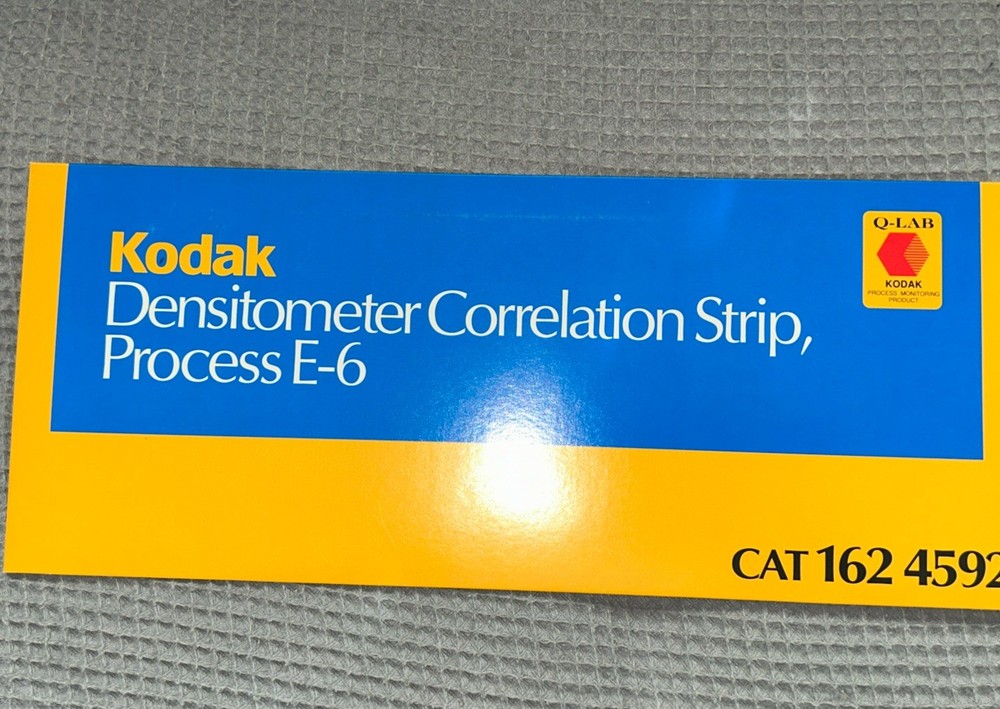 Q-LAB
KODAK
PROCESS MONITORING
PRODUCT
Kodak
Densitometer Correlation Strip,
Process E-6
CAT 162 4592